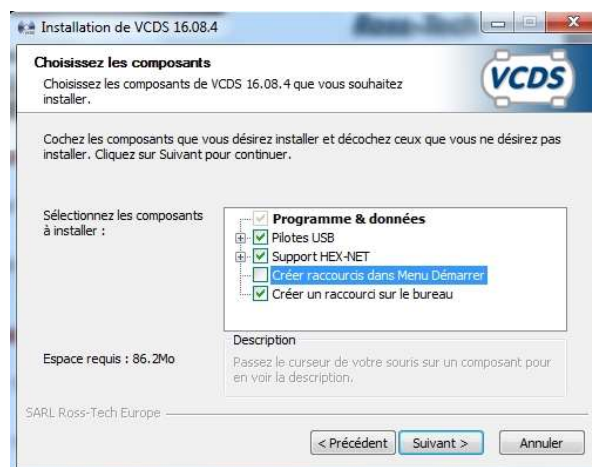 Installation de VCDS 16.08.4
Ross-Tech
Choisissez les composants
Choisissez les composants de VCDS 16.08.4 que vous souhaitez
installer.
VCDS
Cochez les composants que vous désirez installer et décochez ceux que vous ne désirez pas
installer. Cliquez sur Suivant pour continuer.
Sélectionnez les composants
à installer :
Programme & données
Pilotes USB
Support HEX-NET
Créer raccourcis dans Menu Démarrer
Créer un raccourci sur le bureau
Espace requis : 86.2Mo
Description
Passez le curseur de votre souris sur un composant pour
en voir la description.
SARL Ross-Tech Europe
< Précédent
Suivant >
Annuler